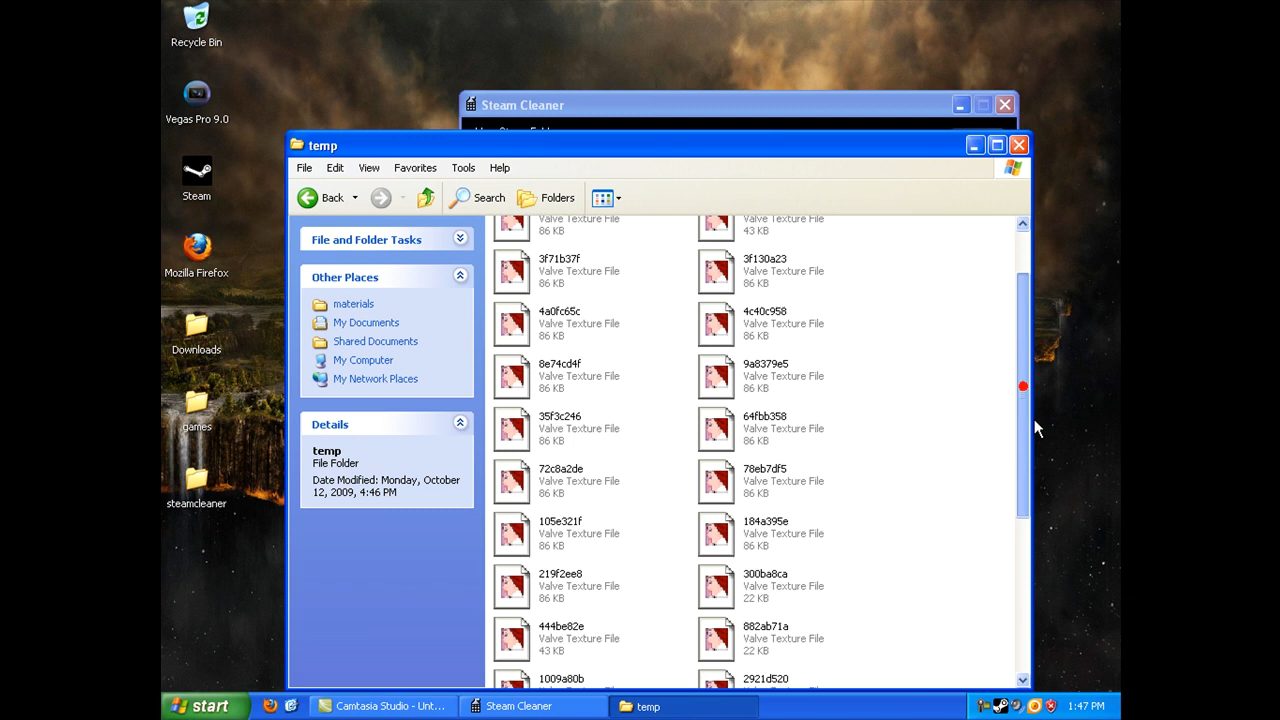 Recycle Bin
Vegas Pro 9.0
Steam
Mozilla Firefox
Downloads
games
steamcleaner
Steam Cleaner
temp
File Edit View Favorites Tools Help
Back Search Folders
File and Folder Tasks
Other Places
materials
My Documents
Shared Documents
My Computer
My Network Places
Details
temp
File Folder
Date Modified: Monday, October
12, 2009, 4:46 PM
Valve Texture File
86 KB
Valve Texture File
43 KB
3f71b37f
Valve Texture File
86 KB
3f130a23
Valve Texture File
86 KB
4a0fc65c
Valve Texture File
86 KB
4c40c958
Valve Texture File
86 KB
8e74cd4f
Valve Texture File
86 KB
9a8379e5
Valve Texture File
86 KB
35f3c246
Valve Texture File
86 KB
64fbb358
Valve Texture File
86 KB
72c8a2de
Valve Texture File
86 KB
78eb7df5
Valve Texture File
86 KB
105e321f
Valve Texture File
86 KB
184a395e
Valve Texture File
86 KB
219f2ee8
Valve Texture File
86 KB
300ba8ca
Valve Texture File
22 KB
444be82e
Valve Texture File
43 KB
882ab71a
Valve Texture File
22 KB
1009a80b
2921d520
start
Camtasia Studio - Unt...
Steam Cleaner
temp
1:47 PM